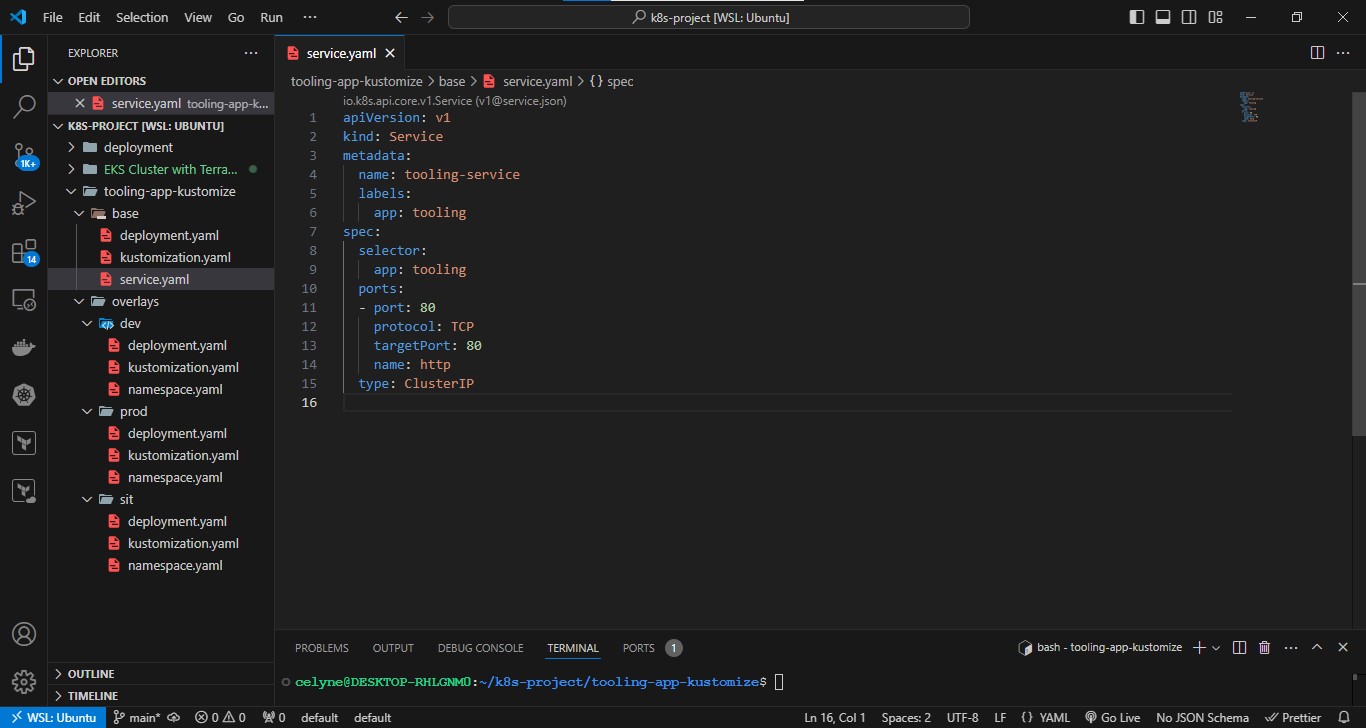 File Edit Selection View Go Run ··· k8s-project [WSL: Ubuntu]
EXPLORER ···
OPEN EDITORS
service.yaml tooling-app-k...
K8S-PROJECT [WSL: UBUNTU]
deployment
EKS Cluster with Terra...
tooling-app-kustomize
base
deployment.yaml
kustomization.yaml
service.yaml
overlays
dev
deployment.yaml
kustomization.yaml
namespace.yaml
prod
deployment.yaml
kustomization.yaml
namespace.yaml
sit
deployment.yaml
kustomization.yaml
namespace.yaml
OUTLINE
TIMELINE
1K+
14
service.yaml
tooling-app-kustomize > base > service.yaml > {} spec
io.k8s.api.core.v1.Service (v1@service.json)
1 apiVersion: v1
2 kind: Service
3 metadata:
4   name: tooling-service
5   labels:
6     app: tooling
7 spec:
8   selector:
9     app: tooling
10   ports:
11   - port: 80
12     protocol: TCP
13     targetPort: 80
14     name: http
15   type: ClusterIP
16
PROBLEMS OUTPUT DEBUG CONSOLE TERMINAL PORTS 1 bash - tooling-app-kustomize
celyne@DESKTOP-RHLGNM0:~/k8s-project/tooling-app-kustomize$
WSL: Ubuntu main* 0 0 0 default default Ln 16, Col 1 Spaces: 2 UTF-8 LF {} YAML Go Live No JSON Schema Prettier